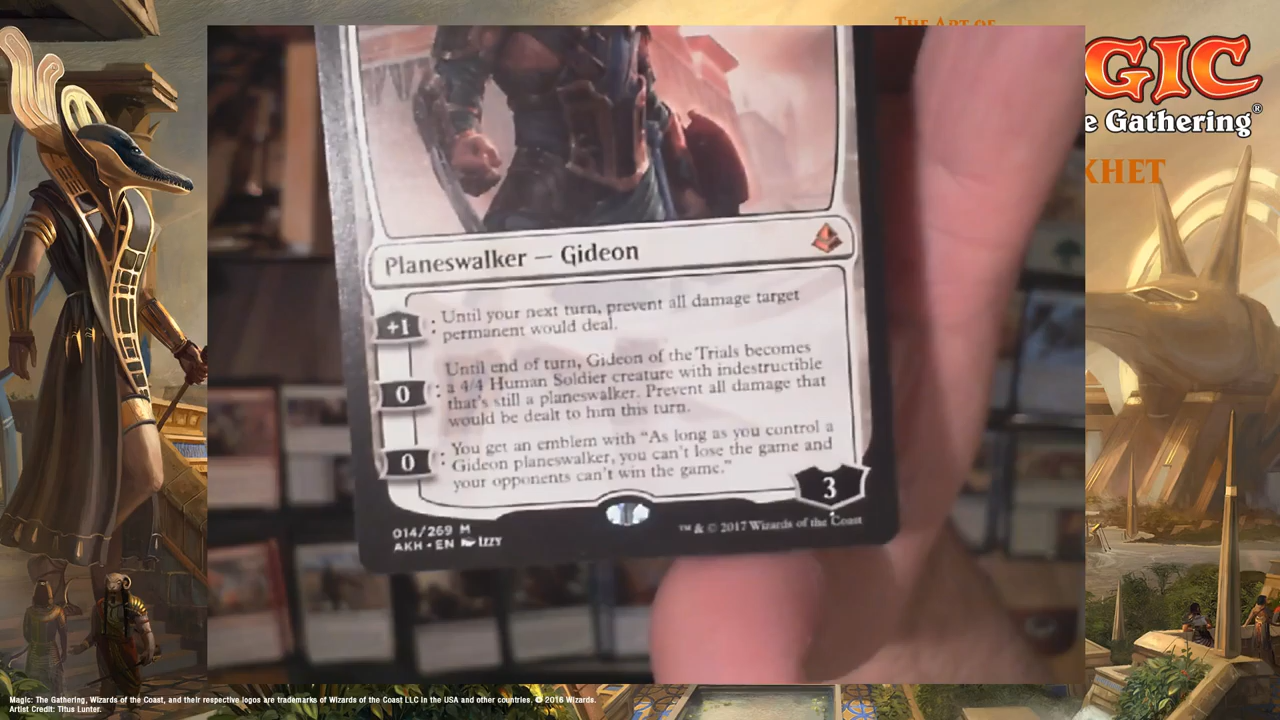 THE ART OF
GIC
e Gathering®
KHET
Planeswalker — Gideon
+1 : Until your next turn, prevent all damage target
permanent would deal.
0 : Until end of turn, Gideon of the Trials becomes
a 4/4 Human Soldier creature with indestructible
that's still a planeswalker. Prevent all damage that
would be dealt to him this turn.
0 : You get an emblem with “As long as you control a
Gideon planeswalker, you can't lose the game and
your opponents can't win the game.”
3
014/269 M
AKH • EN Izzy
™ & © 2017 Wizards of the Coast
Magic: The Gathering, Wizards of the Coast, and their respective logos are trademarks of Wizards of the Coast LLC in the USA and other countries. © 2016 Wizards.
Artist Credit: Titus Lunter.